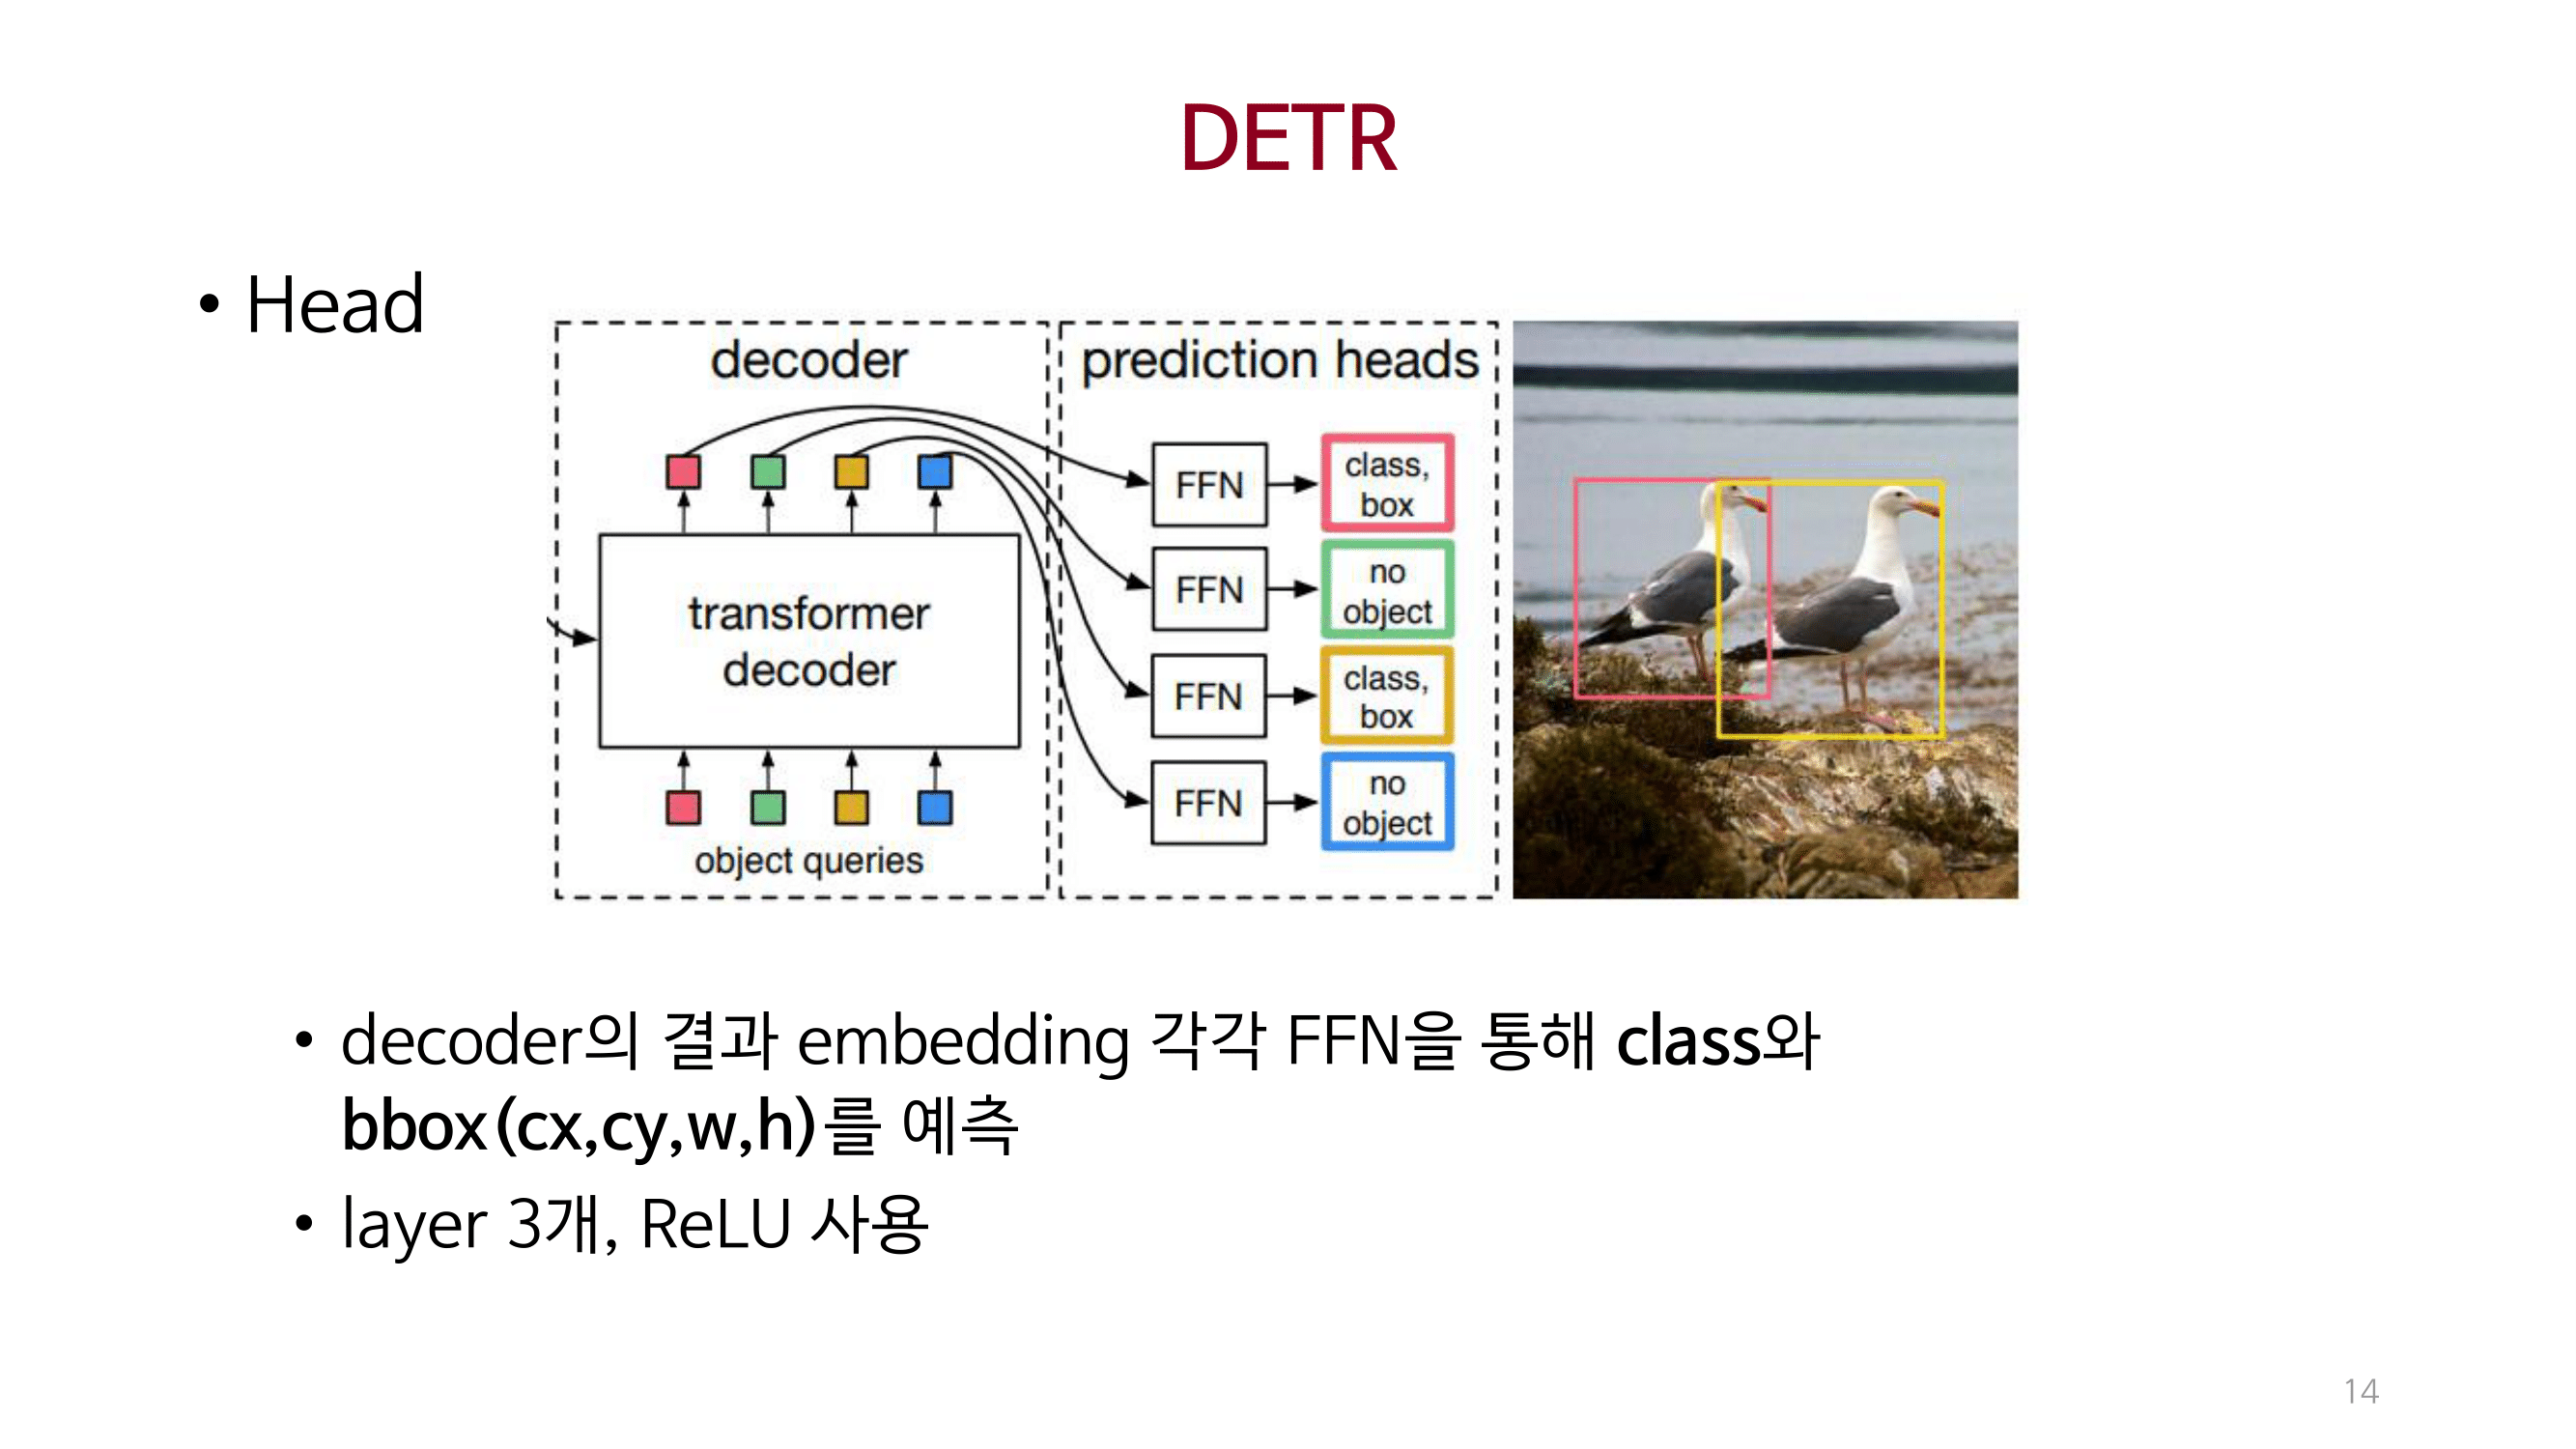 DETR
• Head
decoder
prediction heads
transformer
decoder
object queries
FFN
class,
box
FFN
no
object
FFN
class,
box
FFN
no
object
• decoder의 결과 embedding 각각 FFN을 통해 class와
bbox(cx,cy,w,h)를 예측
• layer 3개, ReLU 사용
14